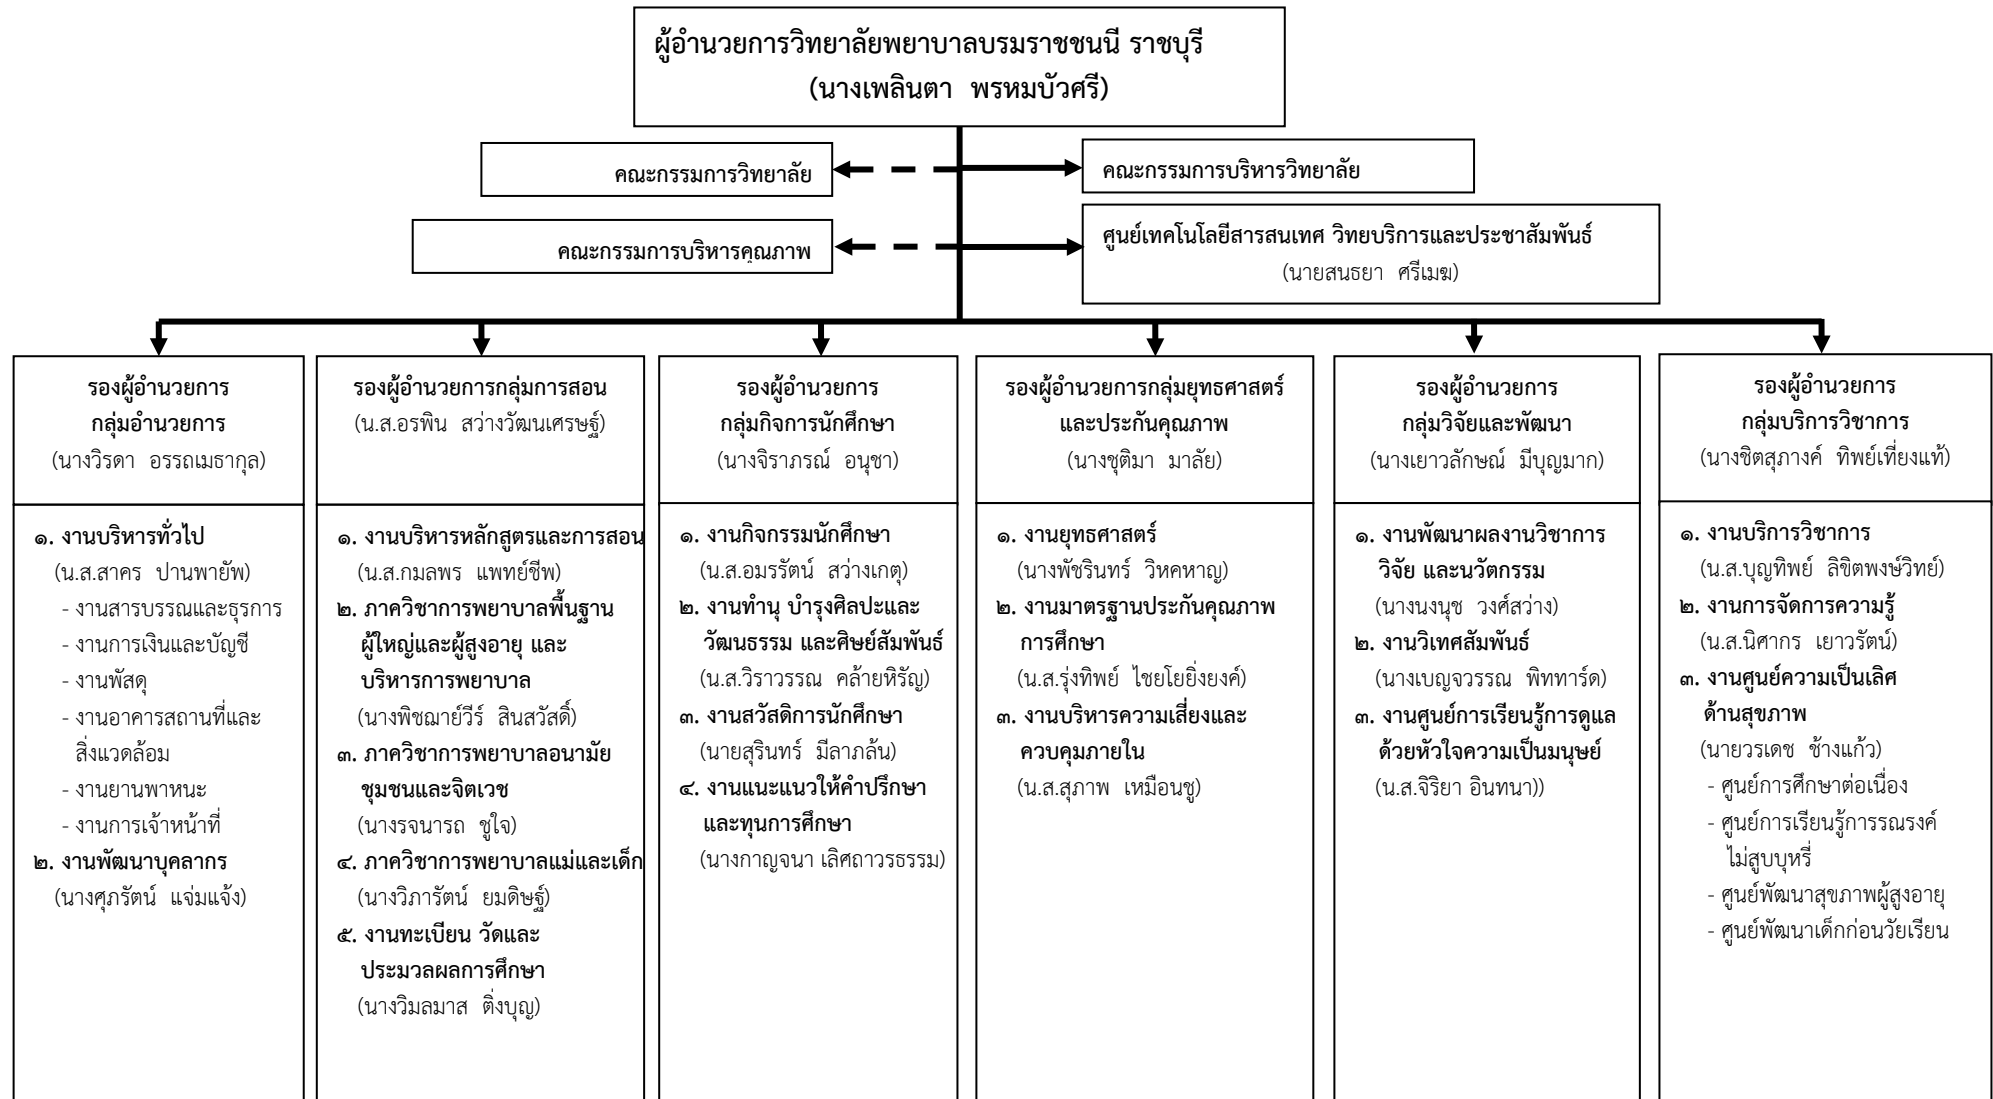 ผู้อำนวยการวิทยาลัยพยาบาลบรมราชชนนี ราชบุรี
(นางเพลินตา พรหมบัวศรี)
คณะกรรมการวิทยาลัย
คณะกรรมการบริหารวิทยาลัย
คณะกรรมการบริหารคุณภาพ
ศูนย์เทคโนโลยีสารสนเทศ วิทยบริการและประชาสัมพันธ์
(นายสนธยา ศรีเมฆ)
รองผู้อำนวยการ
กลุ่มอำนวยการ
(นางวิรดา อรรถเมธากุล)
๑. งานบริหารทั่วไป
(น.ส.สาคร ปานพายัพ)
- งานสารบรรณและธุรการ
- งานการเงินและบัญชี
- งานพัสดุ
- งานอาคารสถานที่และ
สิ่งแวดล้อม
- งานยานพาหนะ
- งานการเจ้าหน้าที่
๒. งานพัฒนาบุคลากร
(นางศุภรัตน์ แจ่มแจ้ง)
รองผู้อำนวยการกลุ่มการสอน
(น.ส.อรพิน สว่างวัฒนเศรษฐ์)
๑. งานบริหารหลักสูตรและการสอน
(น.ส.กมลพร แพทย์ชีพ)
๒. ภาควิชาการพยาบาลพื้นฐาน
ผู้ใหญ่และผู้สูงอายุ และ
บริหารการพยาบาล
(นางพิชฌาย์วีร์ สินสวัสดิ์)
๓. ภาควิชาการพยาบาลอนามัย
ชุมชนและจิตเวช
(นางรจนารถ ชูใจ)
๔. ภาควิชาการพยาบาลแม่และเด็ก
(นางวิภารัตน์ ยมดิษฐ์)
๕. งานทะเบียน วัดและ
ประมวลผลการศึกษา
(นางวิมลมาส ติ่งบุญ)
รองผู้อำนวยการ
กลุ่มกิจการนักศึกษา
(นางจิราภรณ์ อนุชา)
๑. งานกิจกรรมนักศึกษา
(น.ส.อมรรัตน์ สว่างเกตุ)
๒. งานทำนุ บำรุงศิลปะและ
วัฒนธรรม และศิษย์สัมพันธ์
(น.ส.วิราวรรณ คล้ายหิรัญ)
๓. งานสวัสดิการนักศึกษา
(นายสุรินทร์ มีลาภล้น)
๔. งานแนะแนวให้คำปรึกษา
และทุนการศึกษา
(นางกาญจนา เลิศถาวรธรรม)
รองผู้อำนวยการกลุ่มยุทธศาสตร์
และประกันคุณภาพ
(นางชุติมา มาลัย)
๑. งานยุทธศาสตร์
(นางพัชรินทร์ วิหคหาญ)
๒. งานมาตรฐานประกันคุณภาพ
การศึกษา
(น.ส.รุ่งทิพย์ ไชยโยยิ่งยงค์)
๓. งานบริหารความเสี่ยงและ
ควบคุมภายใน
(น.ส.สุภาพ เหมือนชู)
รองผู้อำนวยการ
กลุ่มวิจัยและพัฒนา
(นางเยาวลักษณ์ มีบุญมาก)
๑. งานพัฒนาผลงานวิชาการ
วิจัย และนวัตกรรม
(นางนงนุช วงศ์สว่าง)
๒. งานวิเทศสัมพันธ์
(นางเบญจวรรณ พิททาร์ด)
๓. งานศูนย์การเรียนรู้การดูแล
ด้วยหัวใจความเป็นมนุษย์
(น.ส.จิริยา อินทนา))
รองผู้อำนวยการ
กลุ่มบริการวิชาการ
(นางชิตสุภางค์ ทิพย์เที่ยงแท้)
๑. งานบริการวิชาการ
(น.ส.บุญทิพย์ ลิขิตพงษ์วิทย์)
๒. งานการจัดการความรู้
(น.ส.นิศากร เยาวรัตน์)
๓. งานศูนย์ความเป็นเลิศ
ด้านสุขภาพ
(นายวรเดช ช้างแก้ว)
- ศูนย์การศึกษาต่อเนื่อง
- ศูนย์การเรียนรู้การรณรงค์
ไม่สูบบุหรี่
- ศูนย์พัฒนาสุขภาพผู้สูงอายุ
- ศูนย์พัฒนาเด็กก่อนวัยเรียน